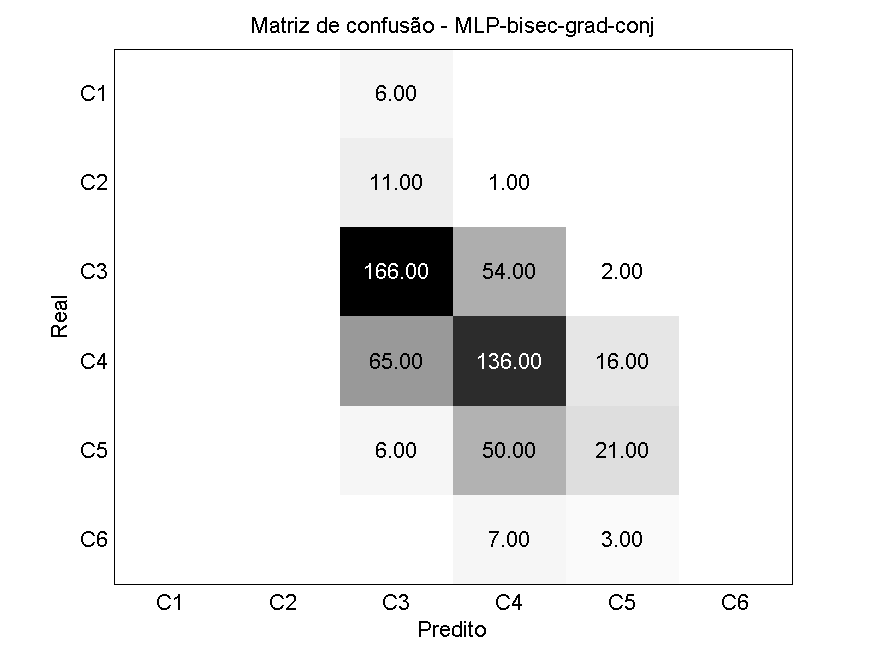 Matriz de confusão - MLP-bisec-grad-conj
C1 6.00
C2 11.00 1.00
C3 166.00 54.00 2.00
Real
C4 65.00 136.00 16.00
C5 6.00 50.00 21.00
C6 7.00 3.00
C1 C2 C3 C4 C5 C6
Predito